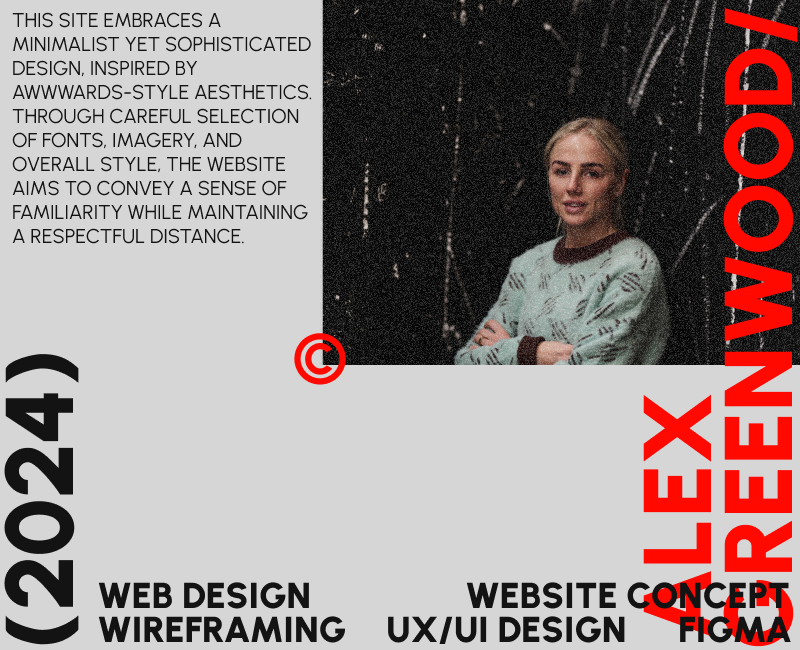 THIS SITE EMBRACES A
MINIMALIST YET SOPHISTICATED
DESIGN, INSPIRED BY
AWWWARDS-STYLE AESTHETICS.
THROUGH CAREFUL SELECTION
OF FONTS, IMAGERY, AND
OVERALL STYLE, THE WEBSITE
AIMS TO CONVEY A SENSE OF
FAMILIARITY WHILE MAINTAINING
A RESPECTFUL DISTANCE.
©
(2024)
ALEX
GREENWOOD/
WEB DESIGN
WIREFRAMING
WEBSITE CONCEPT
UX/UI DESIGN FIGMA